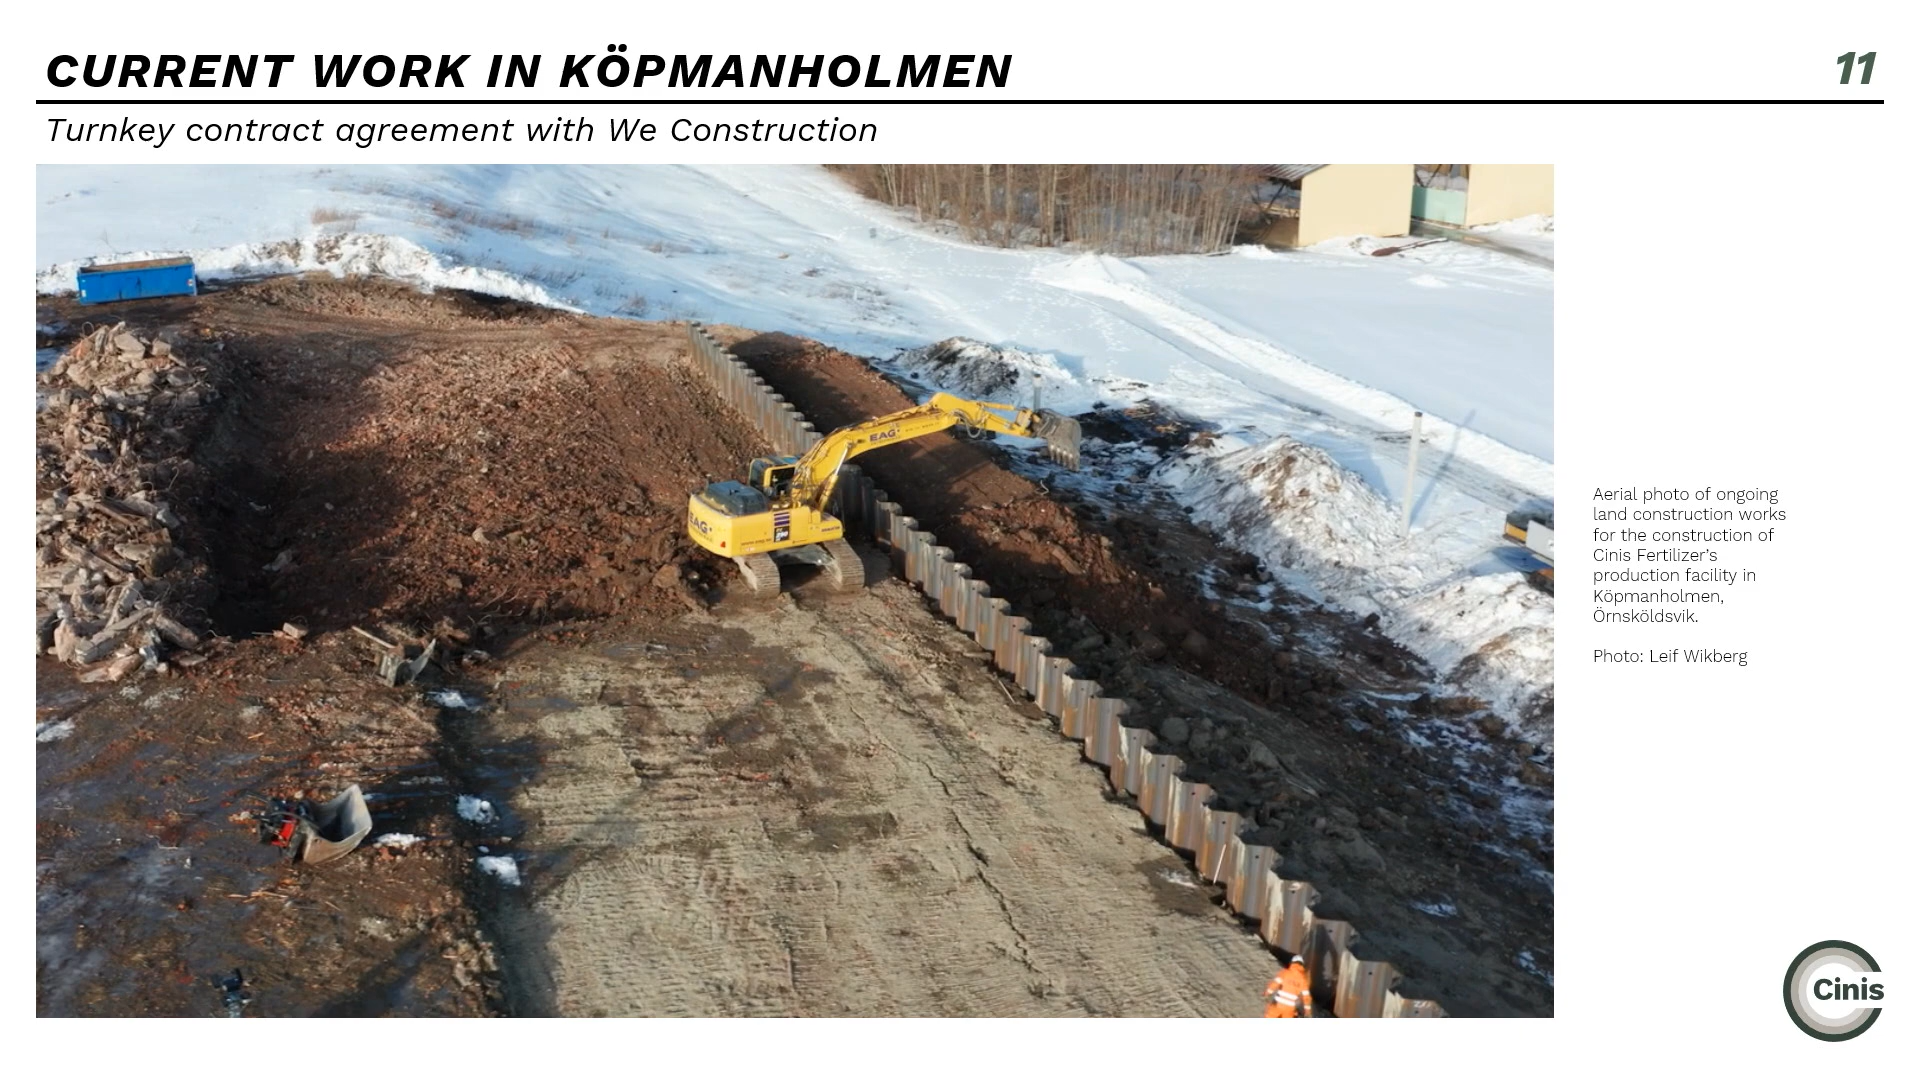 CURRENT WORK IN KÖPMANHOLMEN
11
Turnkey contract agreement with We Construction
EAG
EAG
Aerial photo of ongoing
land construction works
for the construction of
Cinis Fertilizer’s
production facility in
Köpmanholmen,
Örnsköldsvik.
Photo: Leif Wikberg
Cinis